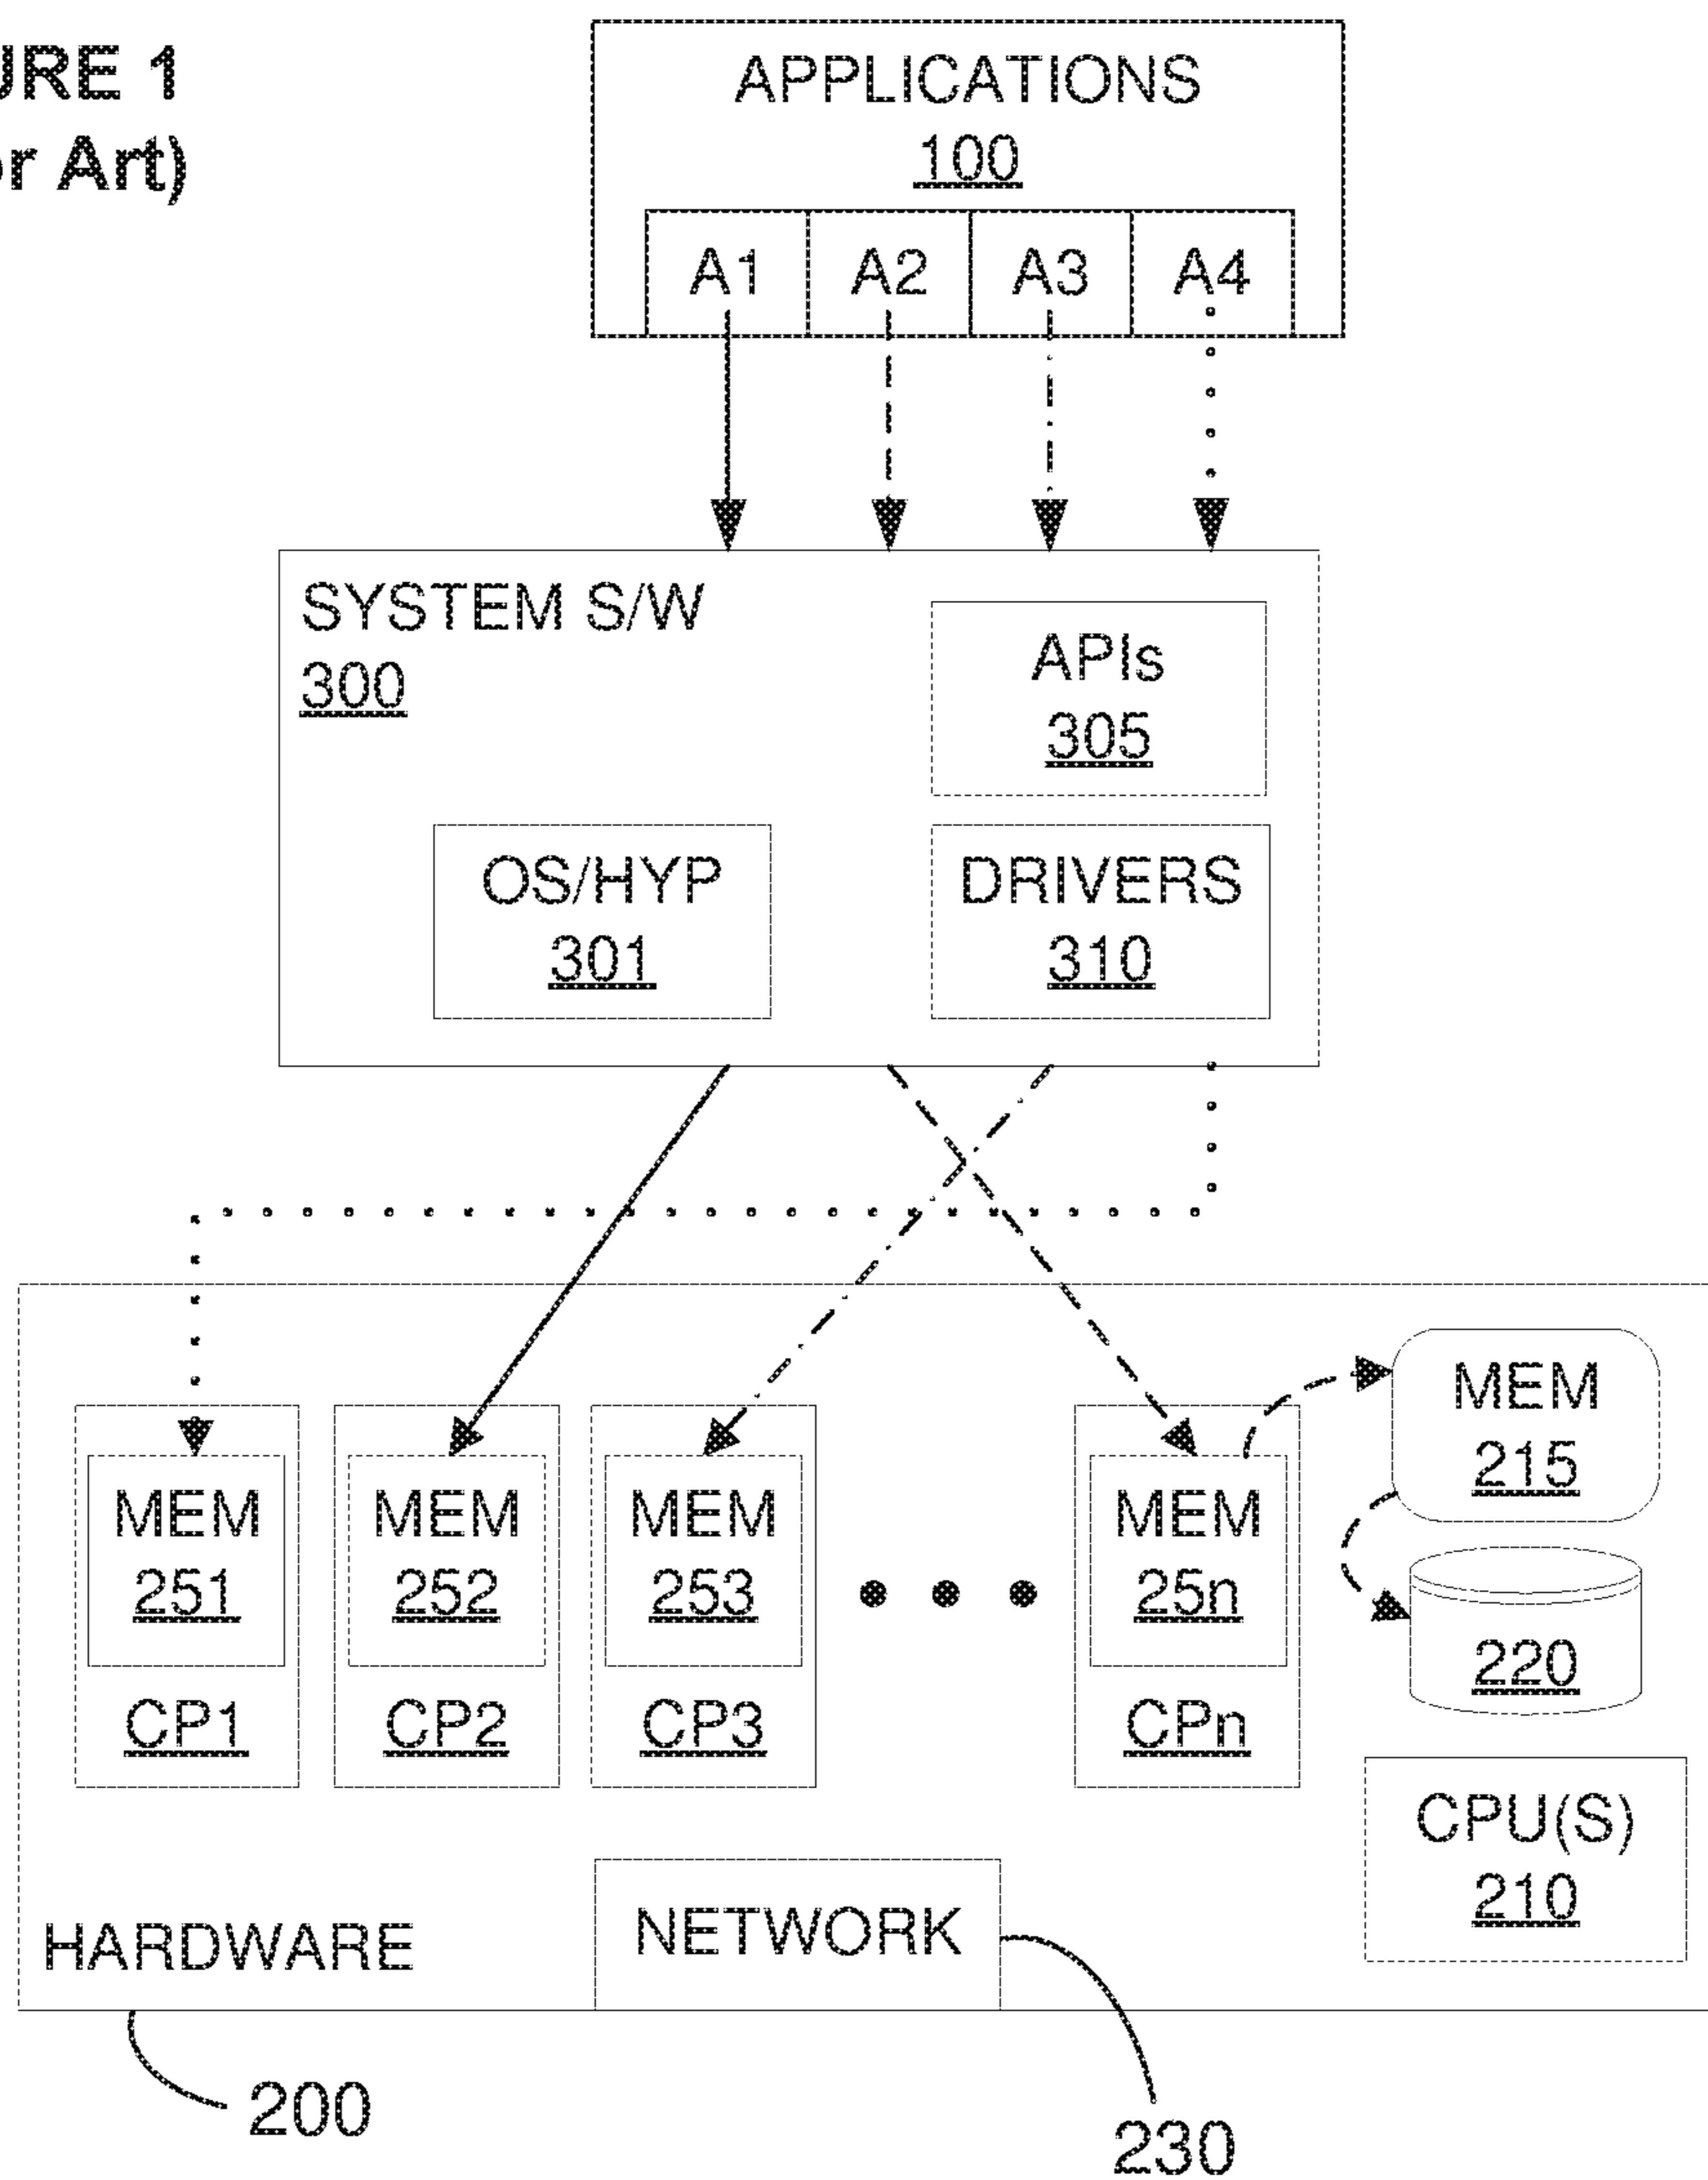 URE 1
or Art)
APPLICATIONS
100
A1 A2 A3 A4
SYSTEM S/W
300
APIs
305
OS/HYP
301
DRIVERS
310
MEM
215
MEM
251
CP1
MEM
252
CP2
MEM
253
CP3
MEM
25n
CPn
220
CPU(S)
210
HARDWARE
NETWORK
200
230